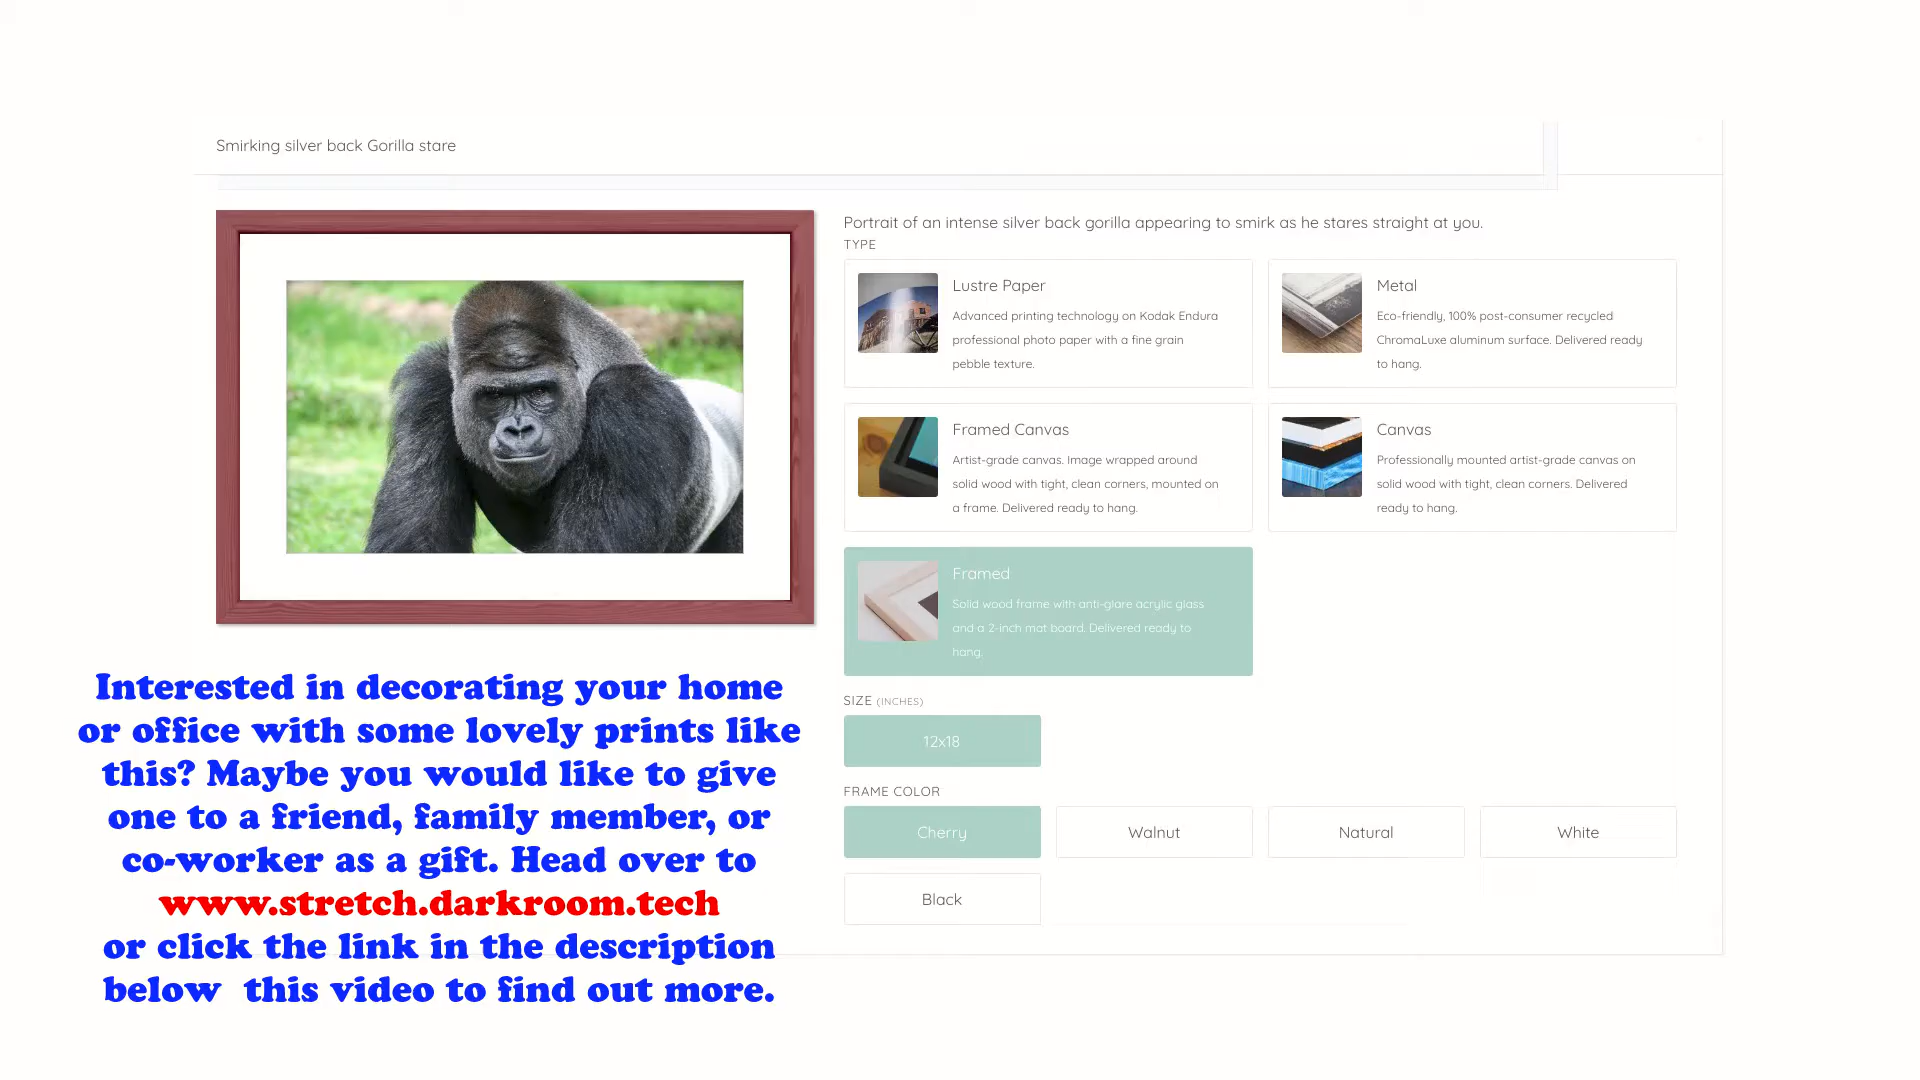 Smirking silver back Gorilla stare
Portrait of an intense silver back gorilla appearing to smirk as he stares straight at you.
TYPE
Lustre Paper
Advanced printing technology on Kodak Endura
professional photo paper with a fine grain
pebble texture.
Metal
Eco-friendly, 100% post-consumer recycled
ChromaLuxe aluminum surface. Delivered ready
to hang.
Framed Canvas
Artist-grade canvas. Image wrapped around
solid wood with tight, clean corners, mounted on
a frame. Delivered ready to hang.
Canvas
Professionally mounted artist-grade canvas on
solid wood with tight, clean corners. Delivered
ready to hang.
Framed
Solid wood frame with anti-glare acrylic glass
and a 2-inch mat board. Delivered ready to
hang.
SIZE (INCHES)
12x18
FRAME COLOR
Cherry
Walnut
Natural
White
Black
Interested in decorating your home
or office with some lovely prints like
this? Maybe you would like to give
one to a friend, family member, or
co-worker as a gift. Head over to
www.stretch.darkroom.tech
or click the link in the description
below  this video to find out more.